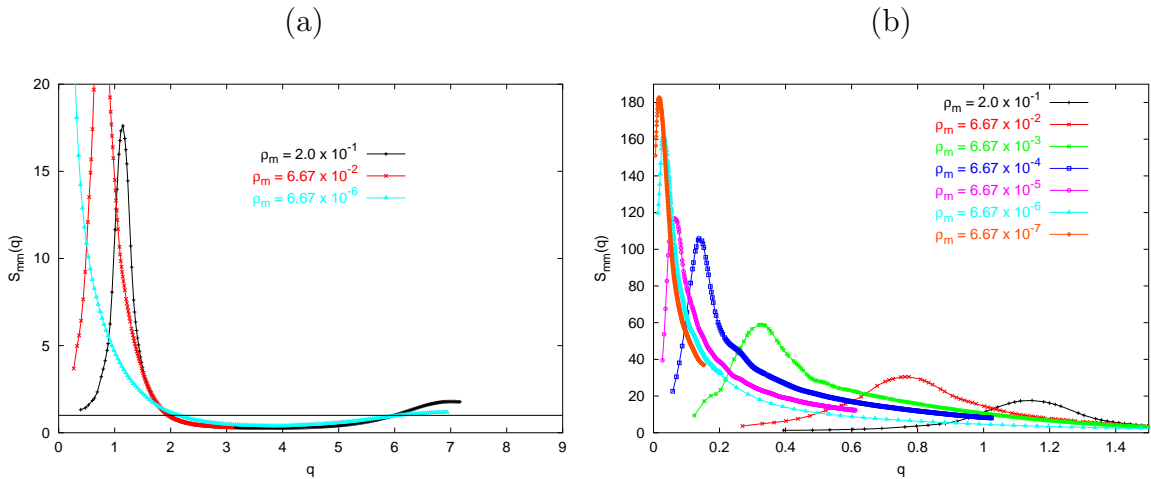 (a)
20
15
10
5
0
0 1 2 3 4 5 6 7 8 9
S_mm(q)
q
ρ_m = 2.0 x 10^-1
ρ_m = 6.67 x 10^-2
ρ_m = 6.67 x 10^-6
(b)
180
160
140
120
100
80
60
40
20
0
0 0.2 0.4 0.6 0.8 1 1.2 1.4
S_mm(q)
q
ρ_m = 2.0 x 10^-1
ρ_m = 6.67 x 10^-2
ρ_m = 6.67 x 10^-3
ρ_m = 6.67 x 10^-4
ρ_m = 6.67 x 10^-5
ρ_m = 6.67 x 10^-6
ρ_m = 6.67 x 10^-7